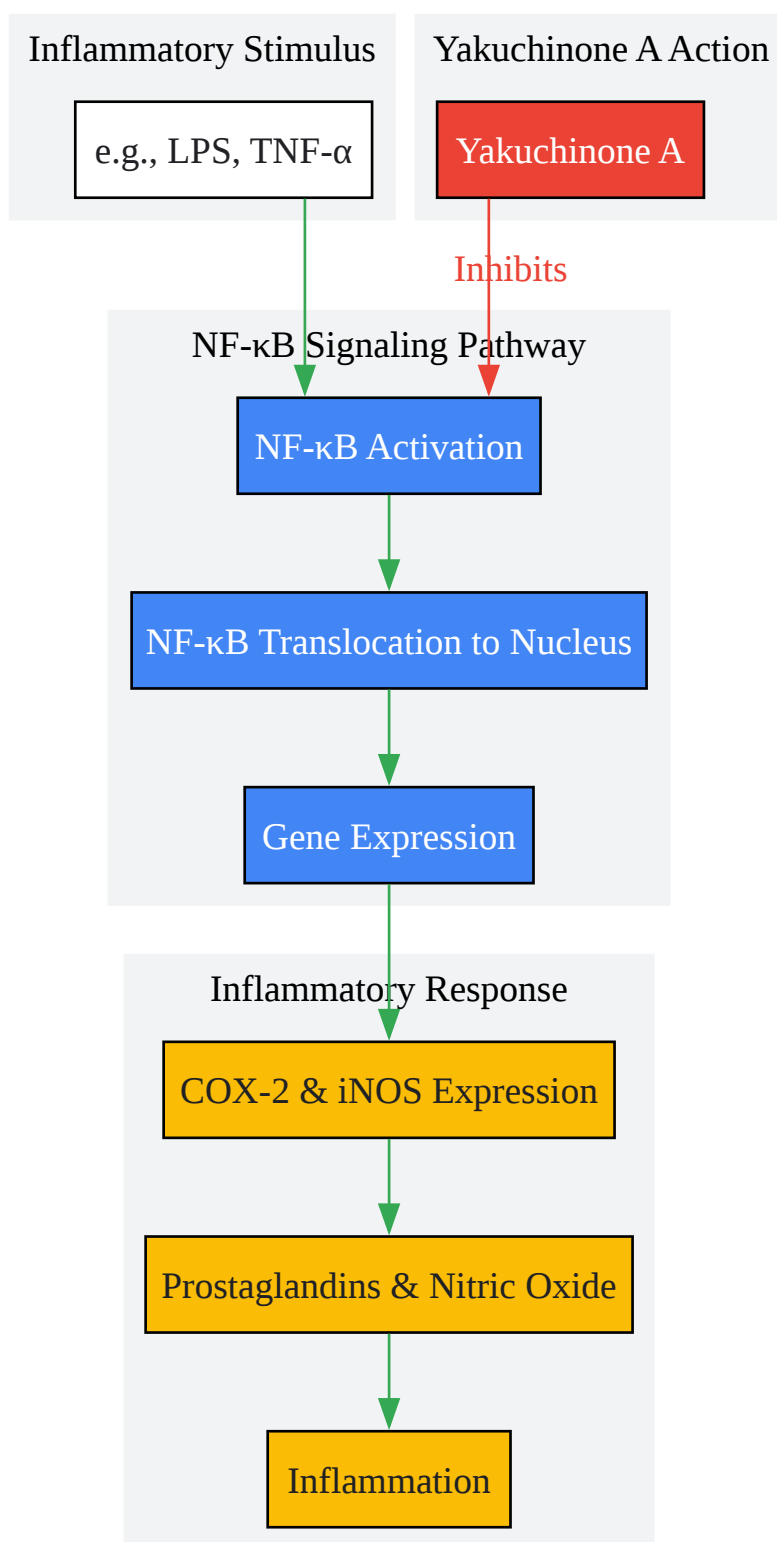 Inflammatory Stimulus
e.g., LPS, TNF-α
Yakuchinone A Action
Yakuchinone A
Inhibits
NF-κB Signaling Pathway
NF-κB Activation
NF-κB Translocation to Nucleus
Gene Expression
Inflammatory Response
COX-2 & iNOS Expression
Prostaglandins & Nitric Oxide
Inflammation